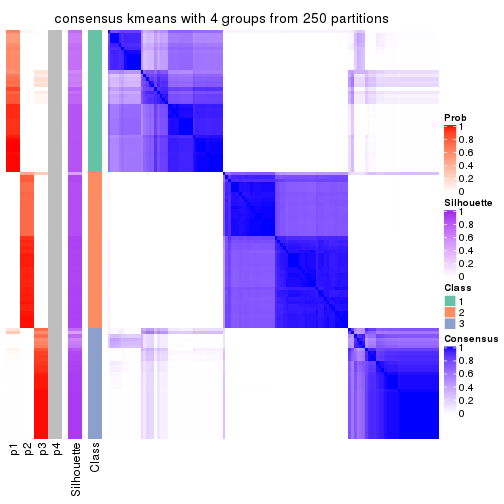 consensus kmeans with 4 groups from 250 partitions
Prob
1
0.8
0.6
0.4
0.2
0
Silhouette
1
0.8
0.6
0.4
0.2
0
Class
1
2
3
Consensus
1
0.8
0.6
0.4
0.2
0
p1
p2
p3
p4
Silhouette
Class